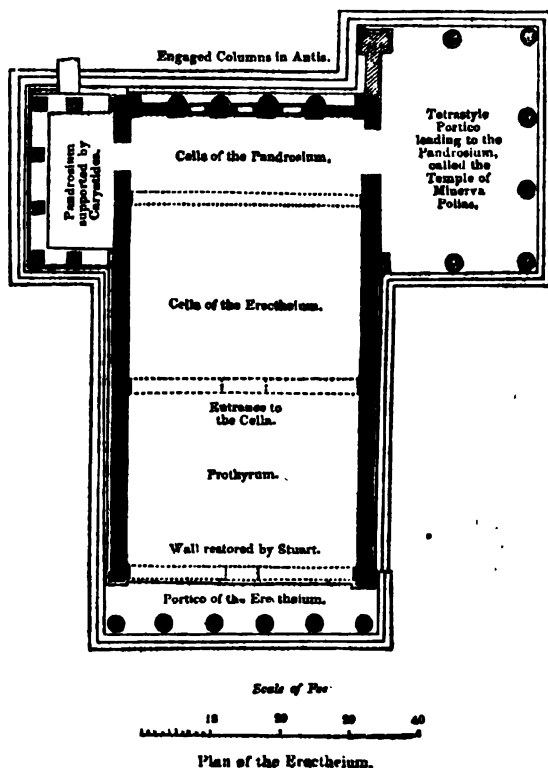 Engaged Columns in Antis.
Tetrastyle
Portico
leading to the
Pandrosium,
called the
Temple of
Minerva
Polias.
Pandrosium
supported by
Caryatides.
Cella of the Pandrosium.
Cella of the Erectheium.
Entrance to
the Cella.
Prothyrum.
Wall restored by Stuart.
Portico of the Erectheium.
Scale of
10 20 30 40
Plan of the Erectheium.